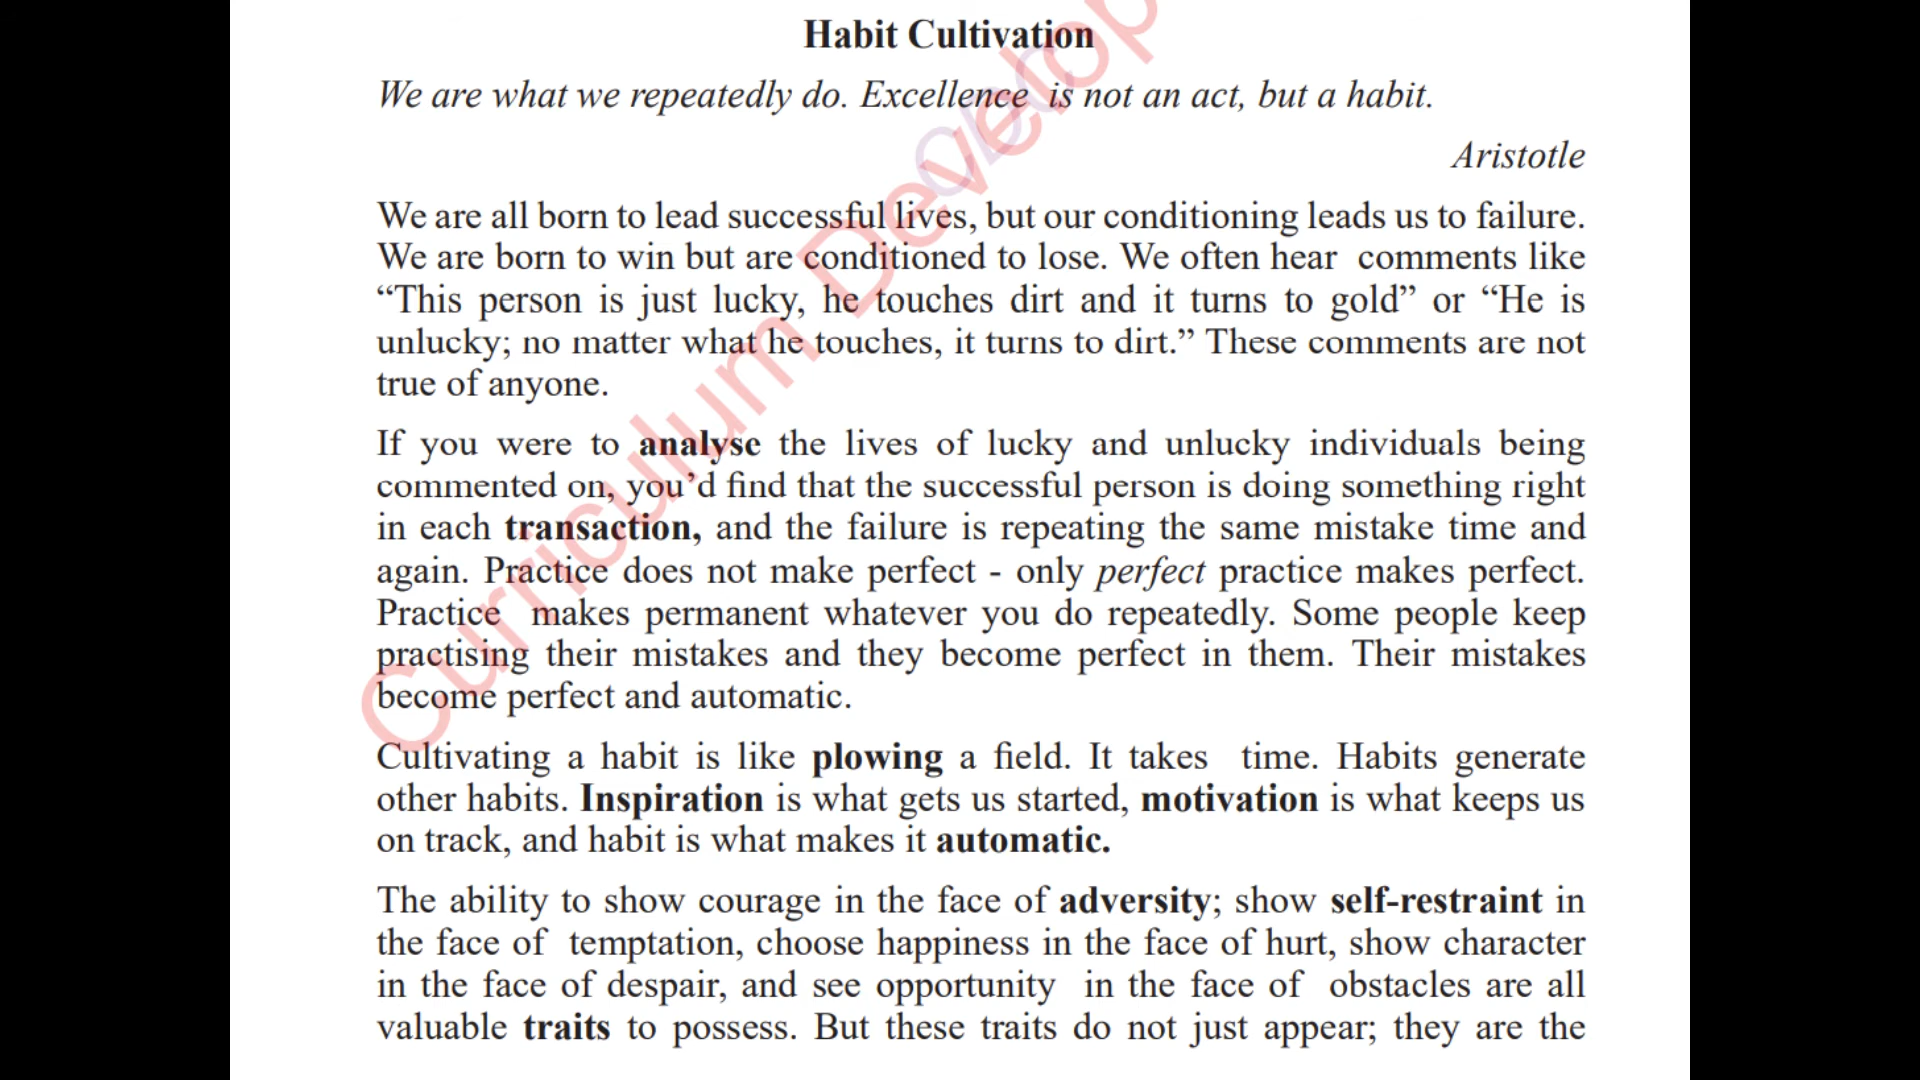 Habit Cultivation
We are what we repeatedly do. Excellence is not an act, but a habit.
Aristotle
We are all born to lead successful lives, but our conditioning leads us to failure.
We are born to win but are conditioned to lose. We often hear comments like
“This person is just lucky, he touches dirt and it turns to gold” or “He is
unlucky; no matter what he touches, it turns to dirt.” These comments are not
true of anyone.
If you were to analyse the lives of lucky and unlucky individuals being
commented on, you’d find that the successful person is doing something right
in each transaction, and the failure is repeating the same mistake time and
again. Practice does not make perfect - only perfect practice makes perfect.
Practice makes permanent whatever you do repeatedly. Some people keep
practising their mistakes and they become perfect in them. Their mistakes
become perfect and automatic.
Cultivating a habit is like plowing a field. It takes time. Habits generate
other habits. Inspiration is what gets us started, motivation is what keeps us
on track, and habit is what makes it automatic.
The ability to show courage in the face of adversity; show self-restraint in
the face of temptation, choose happiness in the face of hurt, show character
in the face of despair, and see opportunity in the face of obstacles are all
valuable traits to possess. But these traits do not just appear; they are the
Curriculum Develop